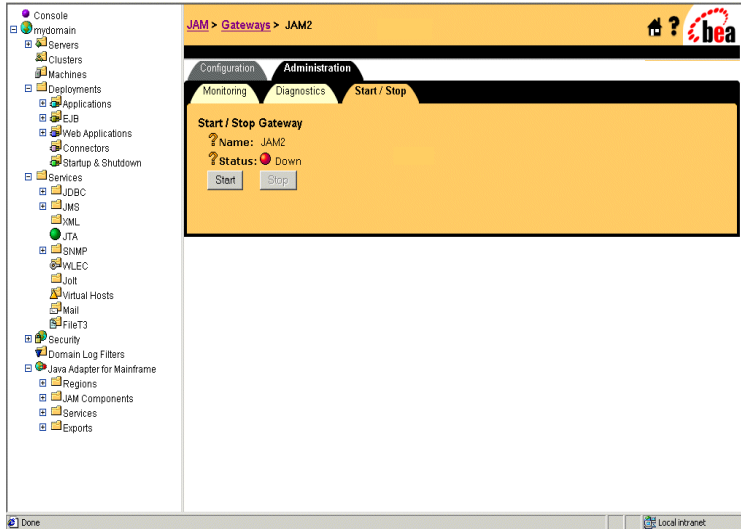 Console
mydomain
Servers
Clusters
Machines
Deployments
Applications
EJB
Web Applications
Connectors
Startup & Shutdown
Services
JDBC
JMS
XML
JTA
SNMP
WLEC
Jolt
Virtual Hosts
Mail
FileT3
Security
Domain Log Filters
Java Adapter for Mainframe
Regions
JAM Components
Services
Exports
JAM > Gateways > JAM2
? bea
Configuration Administration
Monitoring Diagnostics Start / Stop
Start / Stop Gateway
? Name: JAM2
? Status: Down
Start Stop
Done Local intranet